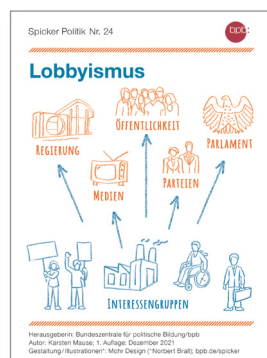 Spicker Politik Nr. 24
bpb:
Lobbyismus
ÖFFENTLICHKEIT
REGIERUNG
PARLAMENT
MEDIEN
PARTEIEN
INTERESSENGRUPPEN
Herausgeberin: Bundeszentrale für politische Bildung/bpb
Autor: Karsten Mause; 1. Auflage: Dezember 2021
Gestaltung/Illustrationen*: Mohr Design (*Norbert Brall); bpb.de/spicker